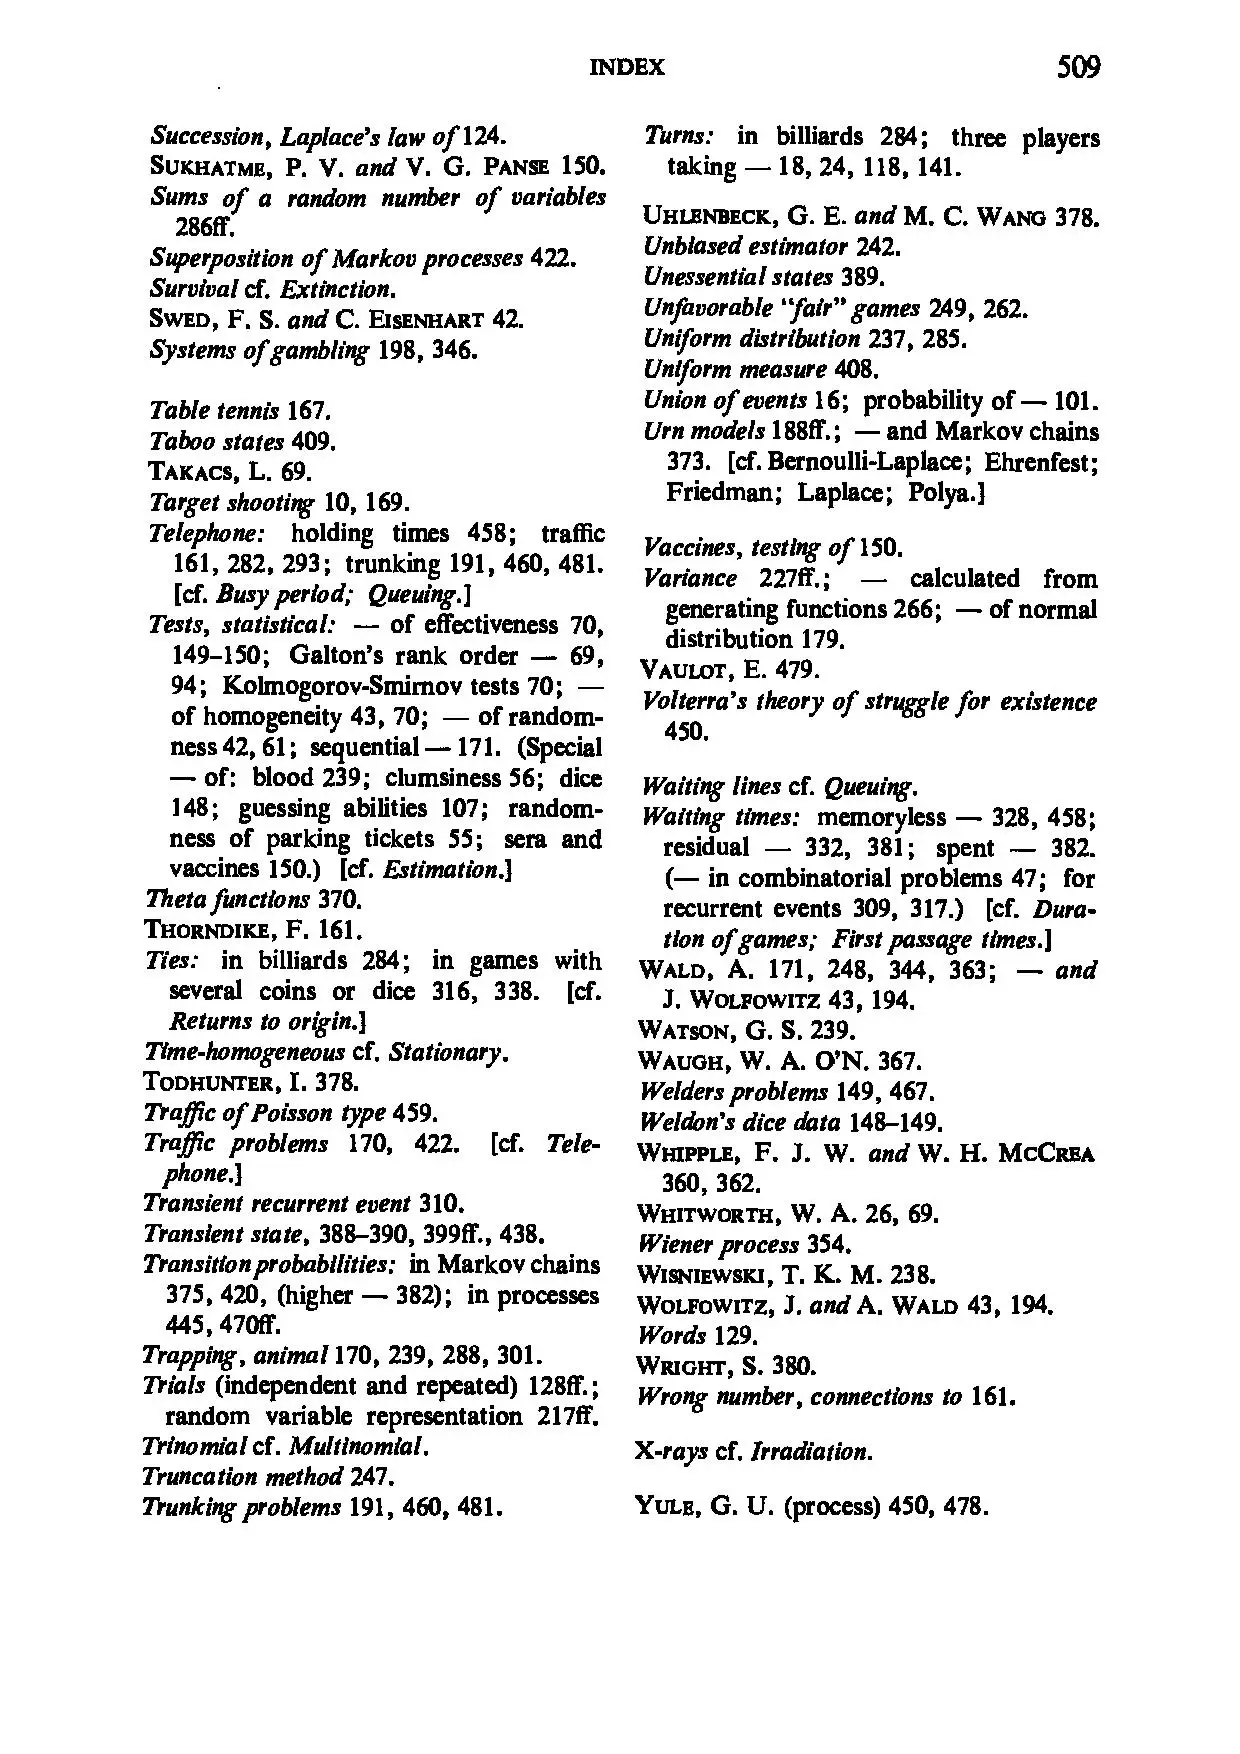 INDEX 509
Succession, Laplace's law of 124.
SUKHATME, P. V. and V. G. PANSE 150.
Sums of a random number of variables
286ff.
Superposition of Markov processes 422.
Survival cf. Extinction.
SWED, F. S. and C. EISENHART 42.
Systems of gambling 198, 346.
Table tennis 167.
Taboo states 409.
TAKACS, L. 69.
Target shooting 10, 169.
Telephone: holding times 458; traffic
161, 282, 293; trunking 191, 460, 481.
[cf. Busy period; Queuing.]
Tests, statistical: — of effectiveness 70,
149–150; Galton's rank order — 69,
94; Kolmogorov-Smirnov tests 70; —
of homogeneity 43, 70; — of random-
ness 42, 61; sequential — 171. (Special
— of: blood 239; clumsiness 56; dice
148; guessing abilities 107; random-
ness of parking tickets 55; sera and
vaccines 150.) [cf. Estimation.]
Theta functions 370.
THORNDIKE, F. 161.
Ties: in billiards 284; in games with
several coins or dice 316, 338. [cf.
Returns to origin.]
Time-homogeneous cf. Stationary.
TODHUNTER, I. 378.
Traffic of Poisson type 459.
Traffic problems 170, 422. [cf. Tele-
phone.]
Transient recurrent event 310.
Transient state, 388–390, 399ff., 438.
Transition probabilities: in Markov chains
375, 420, (higher — 382); in processes
445, 470ff.
Trapping, animal 170, 239, 288, 301.
Trials (independent and repeated) 128ff.;
random variable representation 217ff.
Trinomial cf. Multinomial.
Truncation method 247.
Trunking problems 191, 460, 481.
Turns: in billiards 284; three players
taking — 18, 24, 118, 141.
UHLENBECK, G. E. and M. C. WANG 378.
Unbiased estimator 242.
Unessential states 389.
Unfavorable "fair" games 249, 262.
Uniform distribution 237, 285.
Uniform measure 408.
Union of events 16; probability of — 101.
Urn models 188ff.; — and Markov chains
373. [cf. Bernoulli-Laplace; Ehrenfest;
Friedman; Laplace; Polya.]
Vaccines, testing of 150.
Variance 227ff.; — calculated from
generating functions 266; — of normal
distribution 179.
VAULOT, E. 479.
Volterra's theory of struggle for existence
450.
Waiting lines cf. Queuing.
Waiting times: memoryless — 328, 458;
residual — 332, 381; spent — 382.
(— in combinatorial problems 47; for
recurrent events 309, 317.) [cf. Dura-
tion of games; First passage times.]
WALD, A. 171, 248, 344, 363; — and
J. WOLFOWITZ 43, 194.
WATSON, G. S. 239.
WAUGH, W. A. O'N. 367.
Welders problems 149, 467.
Weldon's dice data 148–149.
WHIPPLE, F. J. W. and W. H. MCCREA
360, 362.
WHITWORTH, W. A. 26, 69.
Wiener process 354.
WISNIEWSKI, T. K. M. 238.
WOLFOWITZ, J. and A. WALD 43, 194.
Words 129.
WRIGHT, S. 380.
Wrong number, connections to 161.
X-rays cf. Irradiation.
YULE, G. U. (process) 450, 478.